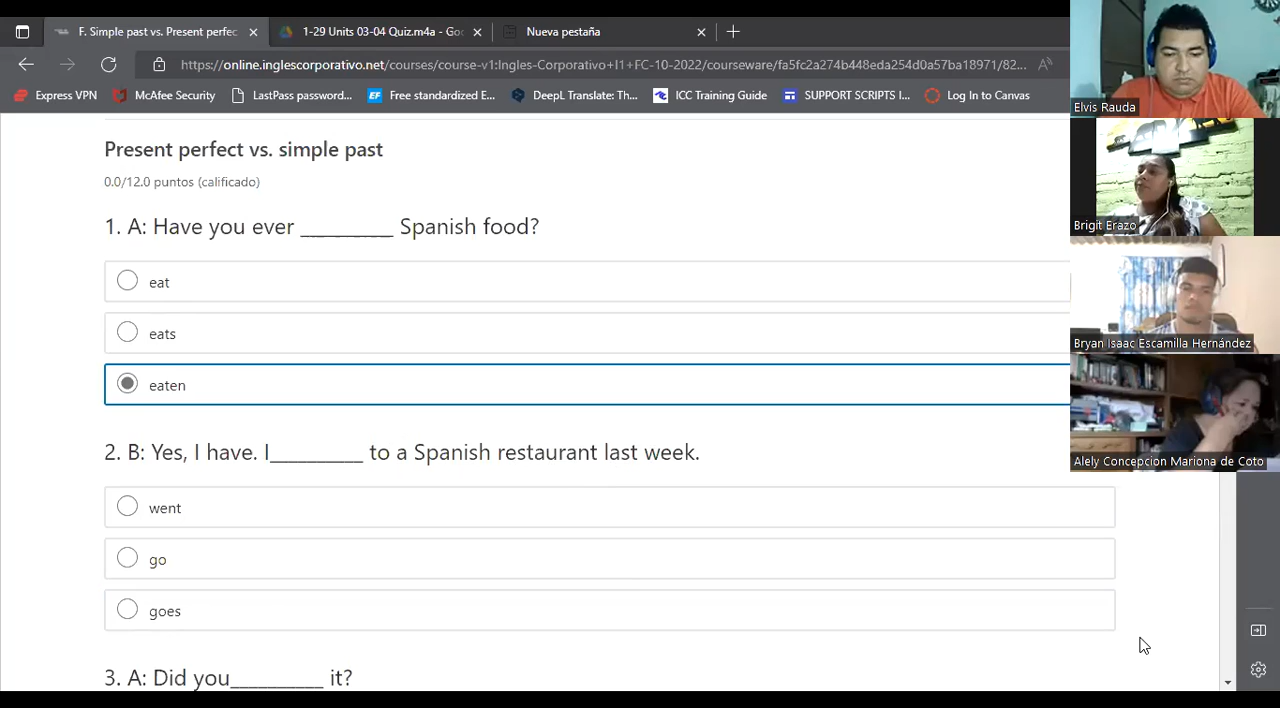 F. Simple past vs. Present perfec
1-29 Units 03-04 Quiz.m4a - Goo
Nueva pestaña
https://online.inglescorporativo.net/courses/course-v1:Ingles-Corporativo+I1+FC-10-2022/courseware/fa5fc2a274b448eda254d0a57ba18971/82...
Express VPN
McAfee Security
LastPass password...
EF
Free standardized E...
DeepL Translate: Th...
ICC Training Guide
SUPPORT SCRIPTS I...
Log In to Canvas
Present perfect vs. simple past
0.0/12.0 puntos (calificado)
1. A: Have you ever __________ Spanish food?
eat
eats
eaten
2. B: Yes, I have. I__________ to a Spanish restaurant last week.
went
go
goes
3. A: Did you__________ it?
Elvis Rauda
Brigit Erazo
Bryan Isaac Escamilla Hernández
Alely Concepcion Mariona de Coto